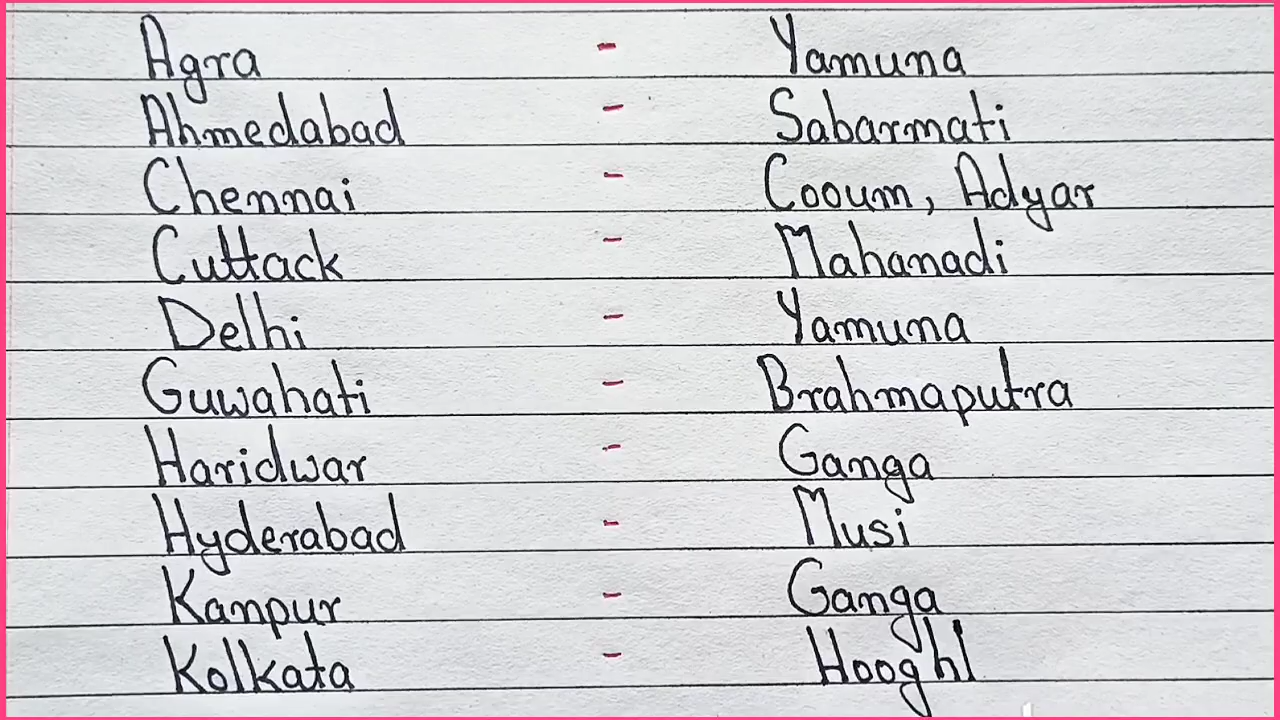 Agra - Yamuna
Ahmedabad - Sabarmati
Chennai - Cooum, Adyar
Cuttack - Mahanadi
Delhi - Yamuna
Guwahati - Brahmaputra
Haridwar - Ganga
Hyderabad - Musi
Kanpur - Ganga
Kolkata - Hooghl